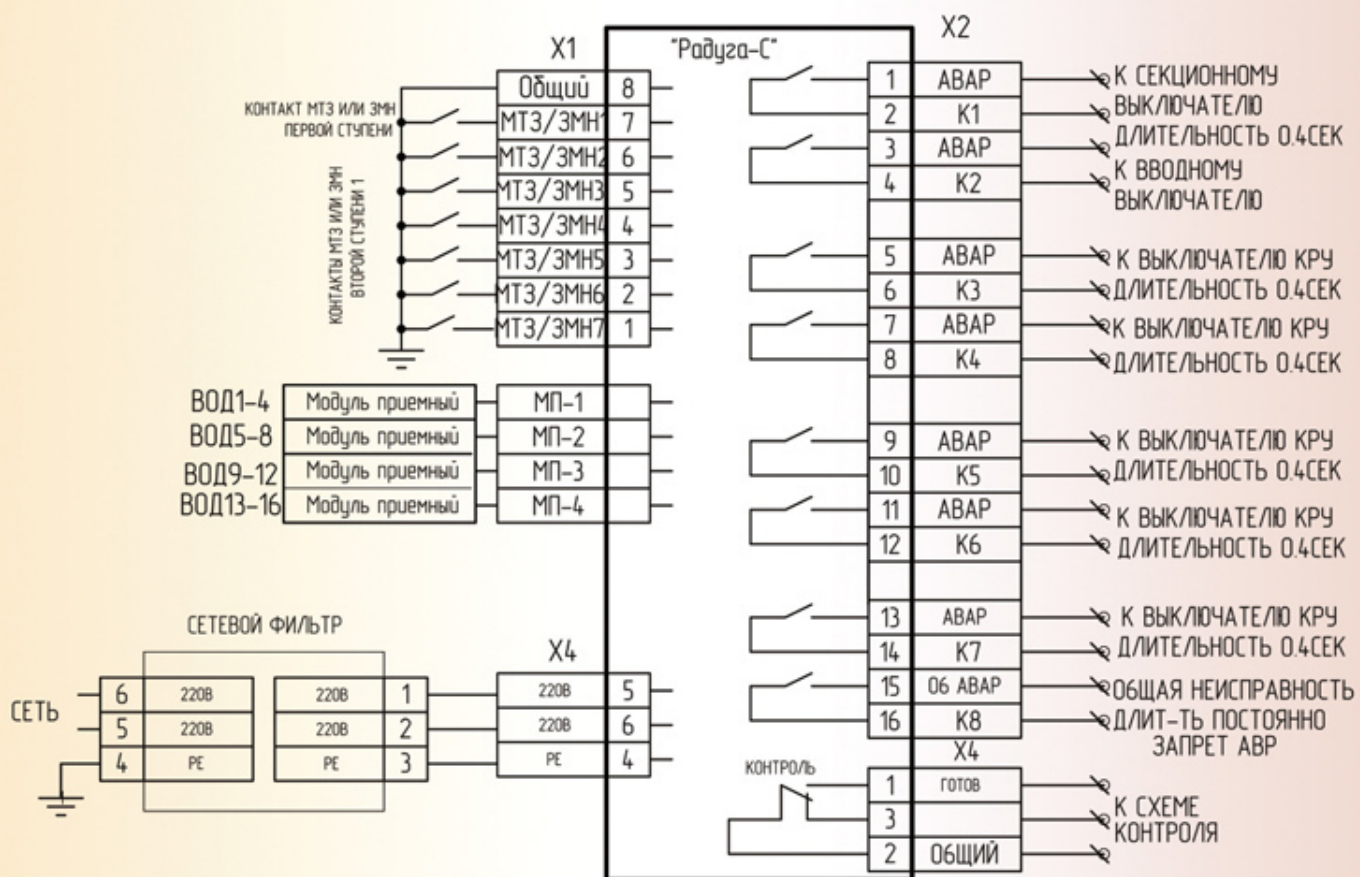 "Радуга-С"
X1
Общий 8
МТЗ/ЗМН1 7
МТЗ/ЗМН2 6
МТЗ/ЗМН3 5
МТЗ/ЗМН4 4
МТЗ/ЗМН5 3
МТЗ/ЗМН6 2
МТЗ/ЗМН7 1
КОНТАКТ МТЗ ИЛИ ЗМН
ПЕРВОЙ СТУПЕНИ
КОНТАКТЫ МТЗ ИЛИ ЗМН
ВТОРОЙ СТУПЕНИ 1
ВОД1-4 Модуль приемный МП-1
ВОД5-8 Модуль приемный МП-2
ВОД9-12 Модуль приемный МП-3
ВОД13-16 Модуль приемный МП-4
СЕТЕВОЙ ФИЛЬТР
X4
СЕТЬ
6 220В 220В 1 220В 5
5 220В 220В 2 220В 6
4 PE PE 3 PE 4
X2
1 АВАР
2 К1
3 АВАР
4 К2
5 АВАР
6 К3
7 АВАР
8 К4
9 АВАР
10 К5
11 АВАР
12 К6
13 АВАР
14 К7
15 Об АВАР
16 К8
К СЕКЦИОННОМУ
ВЫКЛЮЧАТЕЛЮ
ДЛИТЕЛЬНОСТЬ 0.4СЕК
К ВВОДНОМУ
ВЫКЛЮЧАТЕЛЮ
К ВЫКЛЮЧАТЕЛЮ КРУ
ДЛИТЕЛЬНОСТЬ 0.4СЕК
К ВЫКЛЮЧАТЕЛЮ КРУ
ДЛИТЕЛЬНОСТЬ 0.4СЕК
К ВЫКЛЮЧАТЕЛЮ КРУ
ДЛИТЕЛЬНОСТЬ 0.4СЕК
К ВЫКЛЮЧАТЕЛЮ КРУ
ДЛИТЕЛЬНОСТЬ 0.4СЕК
К ВЫКЛЮЧАТЕЛЮ КРУ
ДЛИТЕЛЬНОСТЬ 0.4СЕК
ОБЩАЯ НЕИСПРАВНОСТЬ
ДЛИТ-ТЬ ПОСТОЯННО
ЗАПРЕТ АВР
X4
КОНТРОЛЬ
1 ГОТОВ
3
2 ОБЩИЙ
К СХЕМЕ
КОНТРОЛЯ